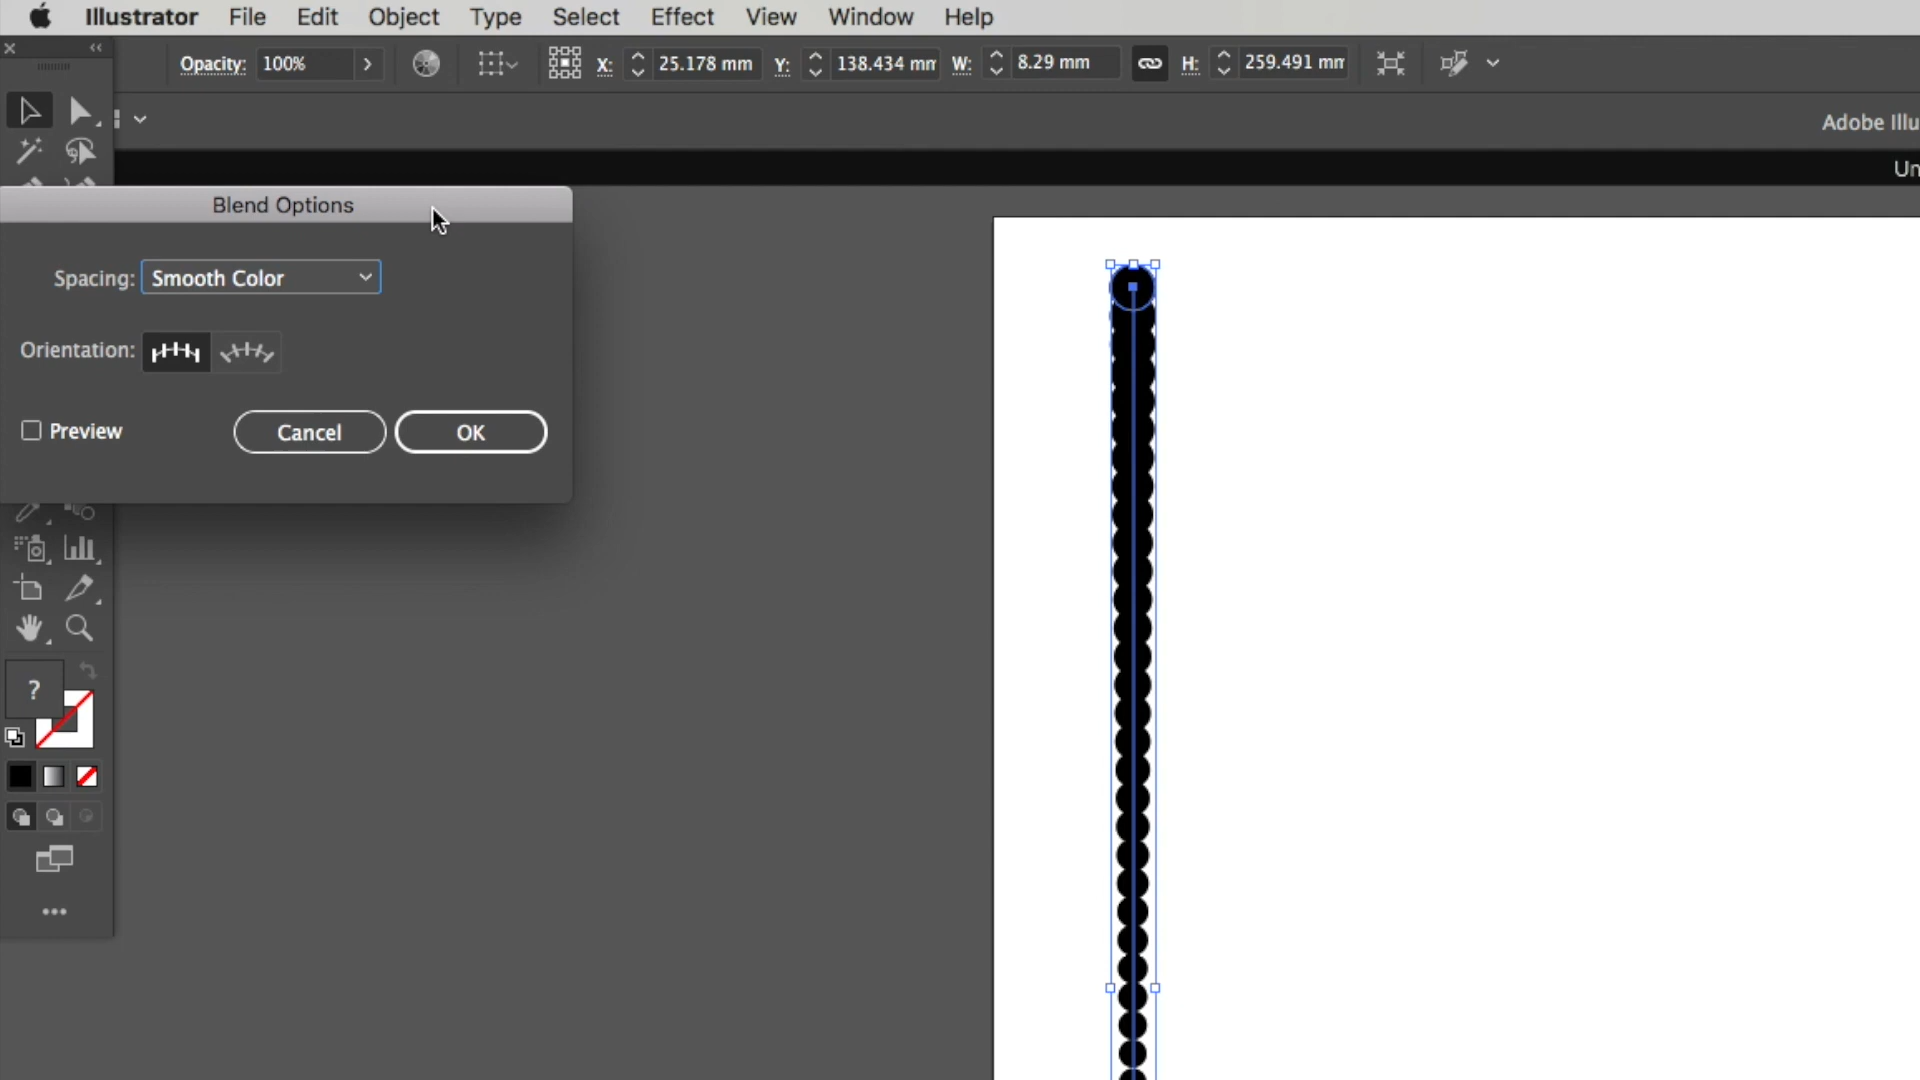 Illustrator File Edit Object Type Select Effect View Window Help
Opacity: 100% X: 25.178 mm Y: 138.434 mm W: 8.29 mm H: 259.491 mm
Adobe Illu
Un
Blend Options
Spacing: Smooth Color
Orientation:
Preview Cancel OK
?